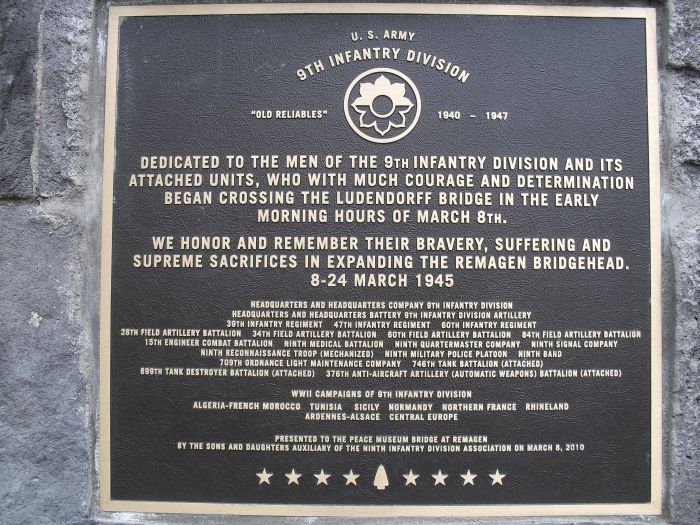 U. S. ARMY
9TH INFANTRY DIVISION
"OLD RELIABLES" 1940 - 1947
DEDICATED TO THE MEN OF THE 9TH INFANTRY DIVISION AND ITS
ATTACHED UNITS, WHO WITH MUCH COURAGE AND DETERMINATION
BEGAN CROSSING THE LUDENDORFF BRIDGE IN THE EARLY
MORNING HOURS OF MARCH 8TH.
WE HONOR AND REMEMBER THEIR BRAVERY, SUFFERING AND
SUPREME SACRIFICES IN EXPANDING THE REMAGEN BRIDGEHEAD.
8-24 MARCH 1945
HEADQUARTERS AND HEADQUARTERS COMPANY 9TH INFANTRY DIVISION
HEADQUARTERS AND HEADQUARTERS BATTERY 9TH INFANTRY DIVISION ARTILLERY
39TH INFANTRY REGIMENT 47TH INFANTRY REGIMENT 60TH INFANTRY REGIMENT
26TH FIELD ARTILLERY BATTALION 34TH FIELD ARTILLERY BATTALION 60TH FIELD ARTILLERY BATTALION 84TH FIELD ARTILLERY BATTALION
15TH ENGINEER COMBAT BATTALION NINTH MEDICAL BATTALION NINTH QUARTERMASTER COMPANY NINTH SIGNAL COMPANY
NINTH RECONNAISSANCE TROOP (MECHANIZED) NINTH MILITARY POLICE PLATOON NINTH BAND
709TH ORDNANCE LIGHT MAINTENANCE COMPANY 746TH TANK BATTALION (ATTACHED)
899TH TANK DESTROYER BATTALION (ATTACHED) 376TH ANTI-AIRCRAFT ARTILLERY (AUTOMATIC WEAPONS) BATTALION (ATTACHED)
WWII CAMPAIGNS OF 9TH INFANTRY DIVISION
ALGERIA-FRENCH MOROCCO TUNISIA SICILY NORMANDY NORTHERN FRANCE RHINELAND
ARDENNES-ALSACE CENTRAL EUROPE
PRESENTED TO THE PEACE MUSEUM BRIDGE AT REMAGEN
BY THE SONS AND DAUGHTERS AUXILIARY OF THE NINTH INFANTRY DIVISION ASSOCIATION ON MARCH 8, 2010